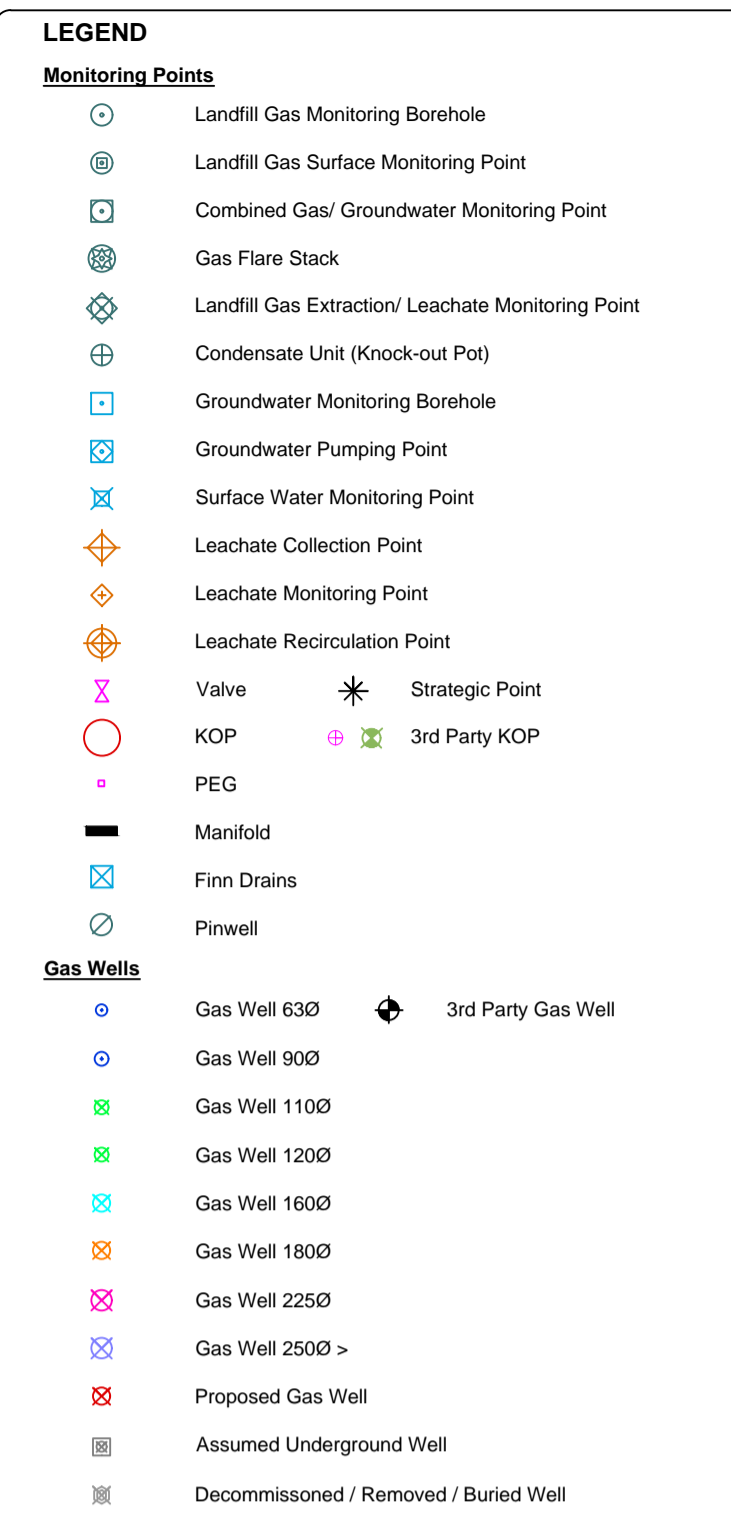 LEGEND
Monitoring Points
Landfill Gas Monitoring Borehole
Landfill Gas Surface Monitoring Point
Combined Gas/ Groundwater Monitoring Point
Gas Flare Stack
Landfill Gas Extraction/ Leachate Monitoring Point
Condensate Unit (Knock-out Pot)
Groundwater Monitoring Borehole
Groundwater Pumping Point
Surface Water Monitoring Point
Leachate Collection Point
Leachate Monitoring Point
Leachate Recirculation Point
Valve Strategic Point
KOP 3rd Party KOP
PEG
Manifold
Finn Drains
Pinwell
Gas Wells
Gas Well 63Ø 3rd Party Gas Well
Gas Well 90Ø
Gas Well 110Ø
Gas Well 120Ø
Gas Well 160Ø
Gas Well 180Ø
Gas Well 225Ø
Gas Well 250Ø >
Proposed Gas Well
Assumed Underground Well
Decommissoned / Removed / Buried Well